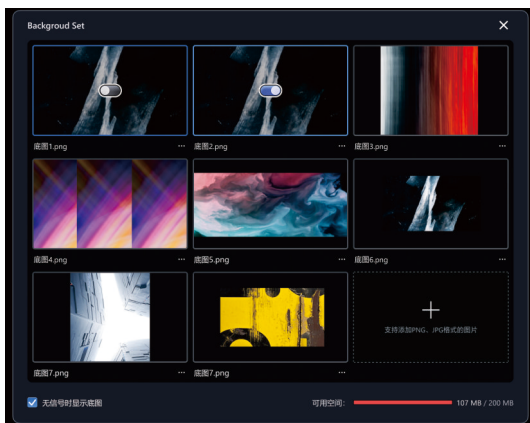 Backgroud Set
底图1.png
底图2.png
底图3.png
底图4.png
底图5.png
底图6.png
底图7.png
底图7.png
支持添加PNG、JPG格式的图片
无信号时显示底图
可用空间: 107 MB / 200 MB